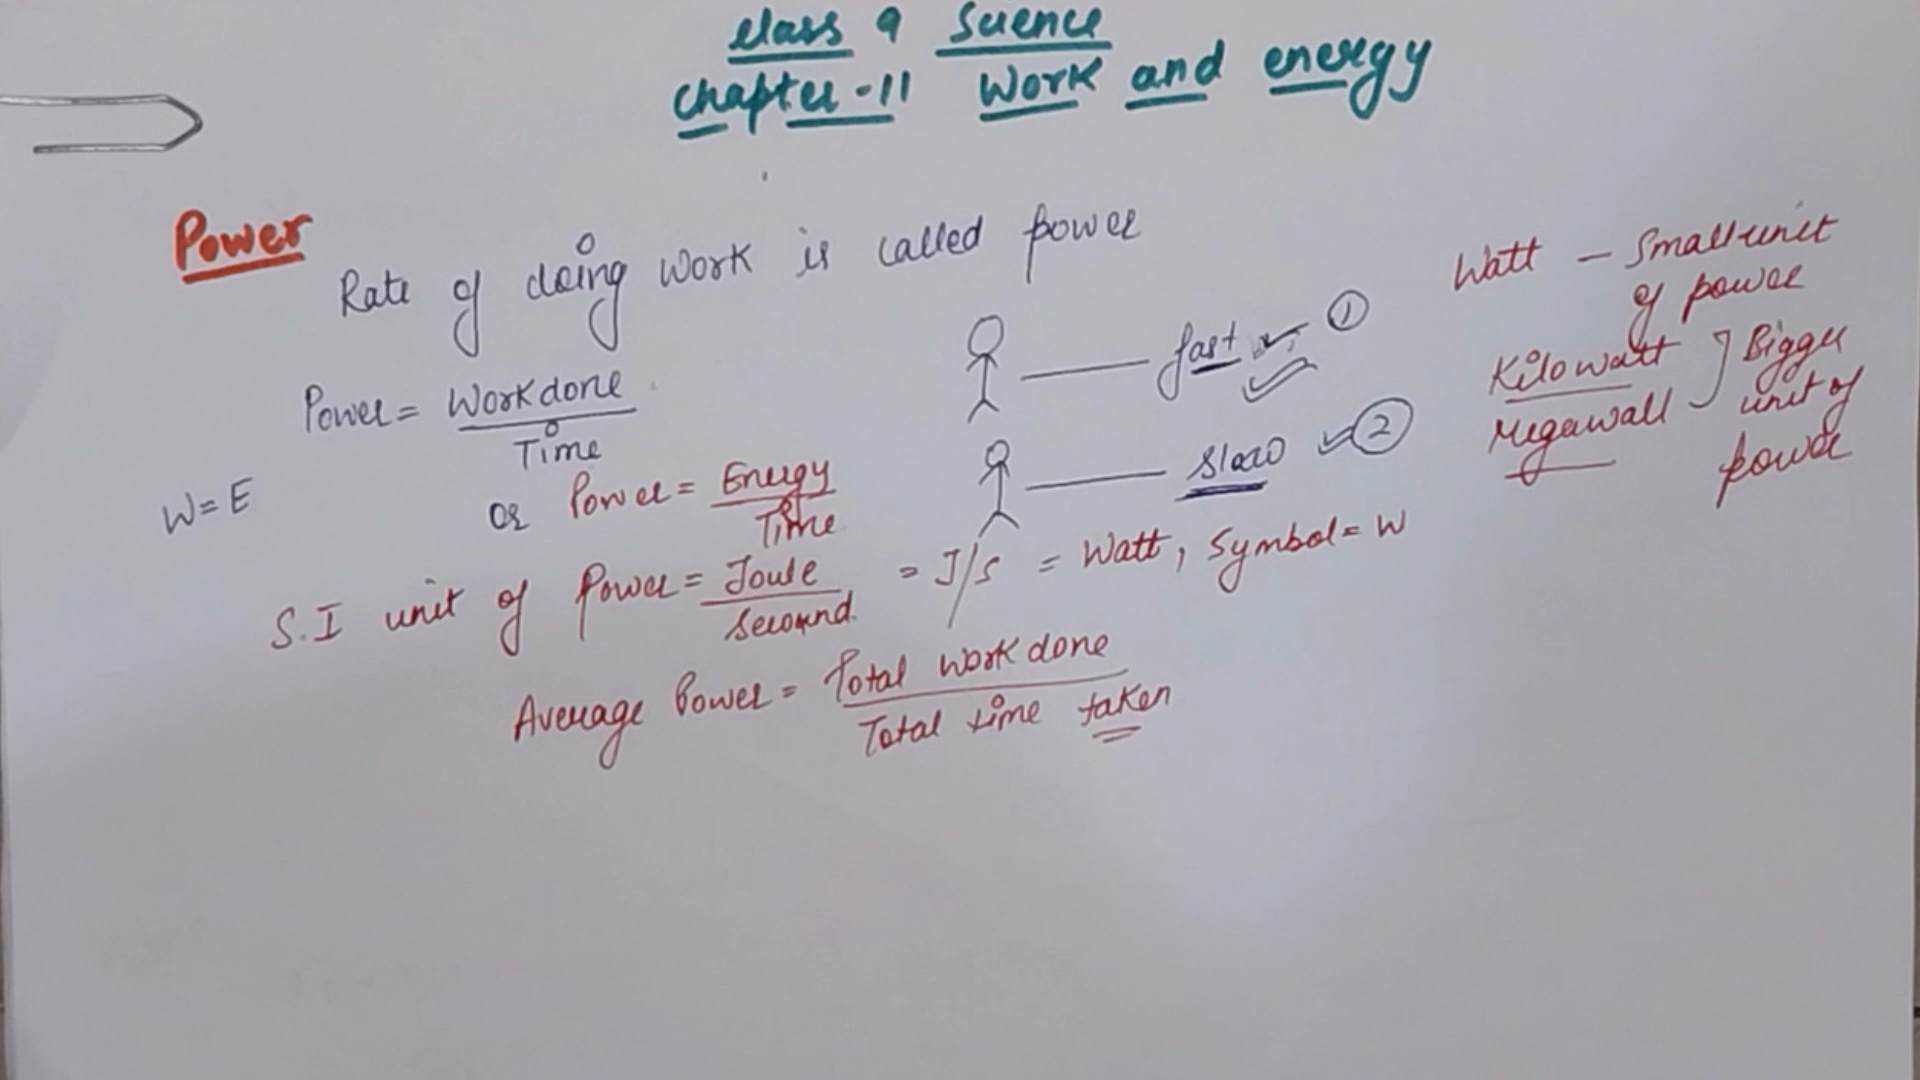 Class 9 Science
Chapter-11 Work and energy
Power
Rate of doing work is called power
Power = Work done
Time
W = E
or Power = Energy
Time
S.I unit of Power = Joule = J/s = Watt, Symbol = W
Second.
Average Power = Total work done
Total time taken
fast 1
Slow 2
Watt - Small unit
of power
Kilowatt ] Bigger
Megawall unit of
power